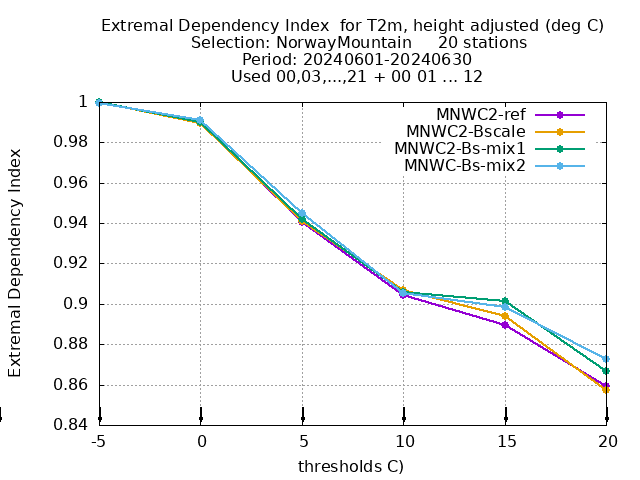 Extremal Dependency Index  for T2m, height adjusted (deg C)
Selection: NorwayMountain     20 stations
Period: 20240601-20240630
Used 00,03,...,21 + 00 01 ... 12
MNWC2-ref
MNWC2-Bscale
MNWC2-Bs-mix1
MNWC-Bs-mix2
Extremal Dependency Index
1
0.98
0.96
0.94
0.92
0.9
0.88
0.86
0.84
-5 0 5 10 15 20
thresholds C)